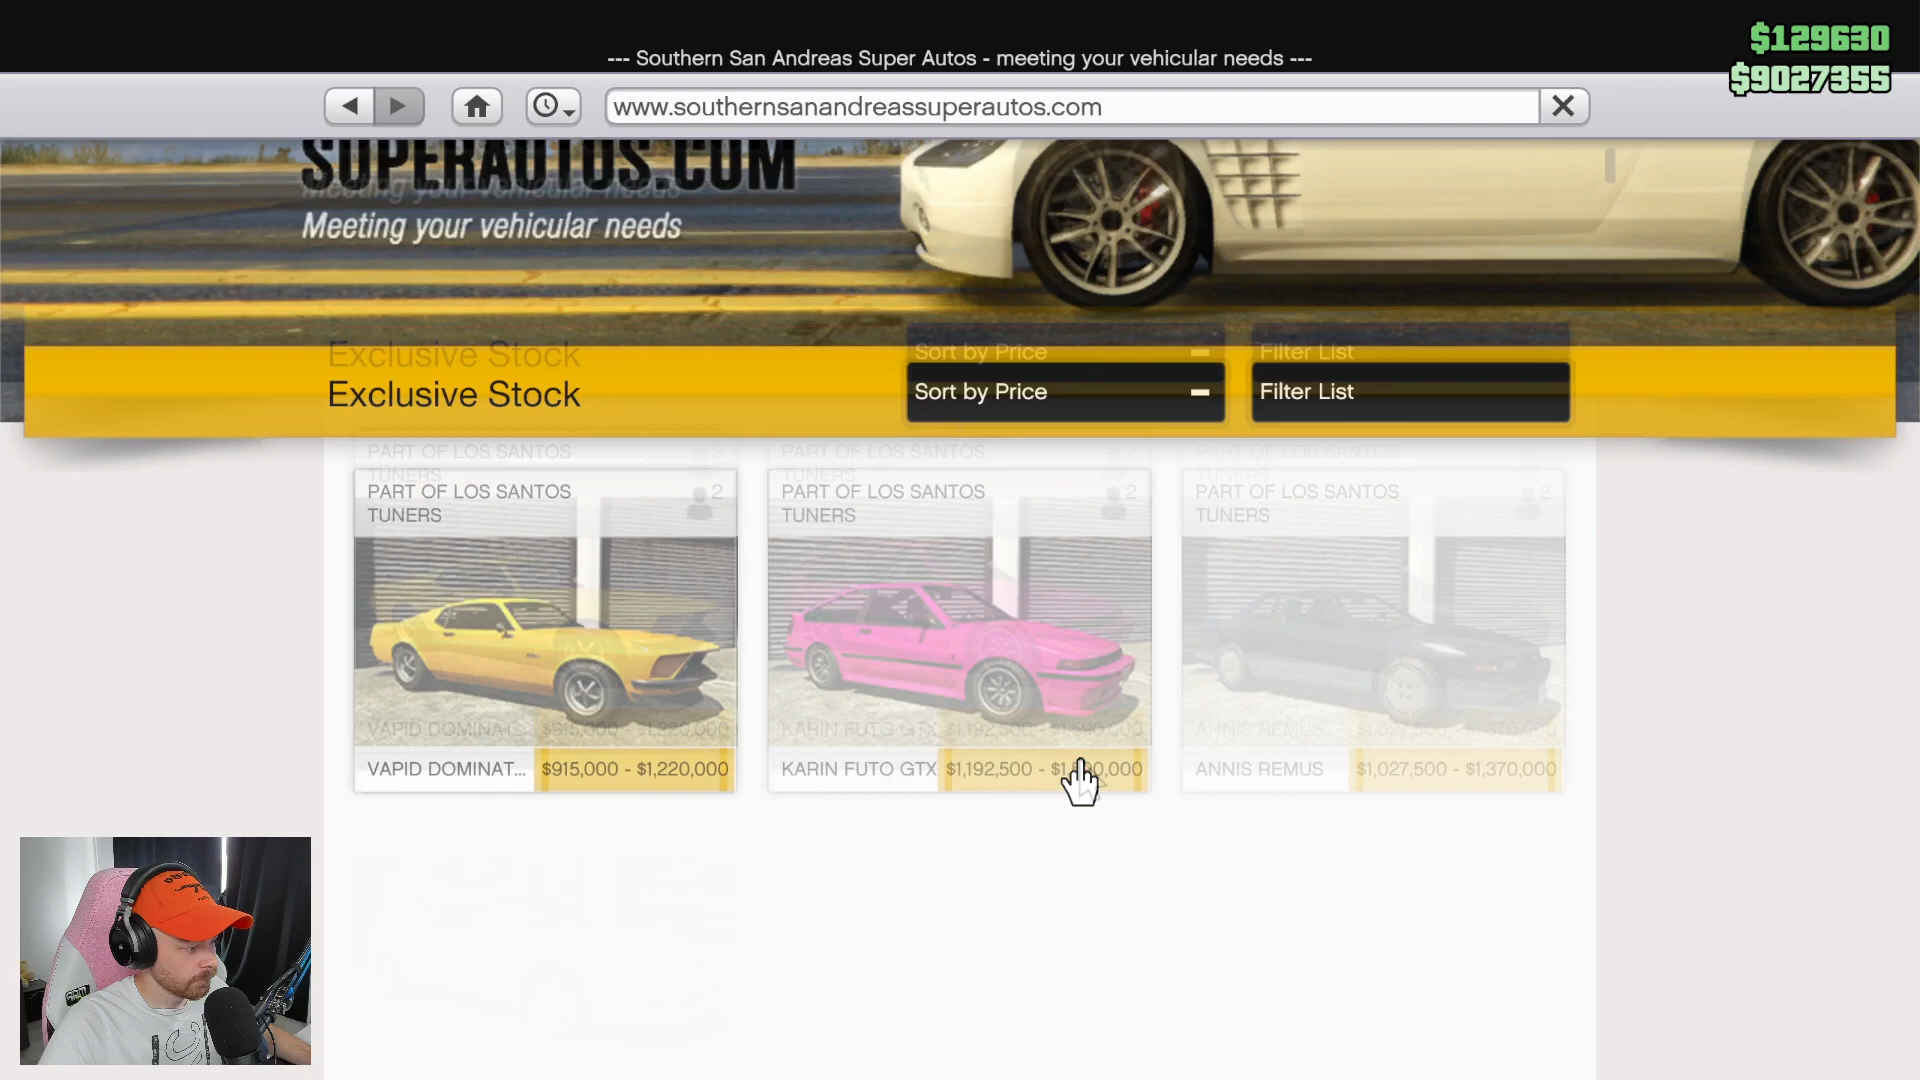 --- Southern San Andreas Super Autos - meeting your vehicular needs ---
$129630
$9027355
www.southernsanandreassuperautos.com
SUPERAUTOS.COM
Meeting your vehicular needs
Exclusive Stock
Sort by Price
Filter List
PART OF LOS SANTOS
TUNERS
2
PART OF LOS SANTOS
TUNERS
2
PART OF LOS SANTOS
TUNERS
2
VAPID DOMINAT... $915,000 - $1,220,000
KARIN FUTO GTX $1,192,500 - $1,590,000
ANNIS REMUS $1,027,500 - $1,370,000